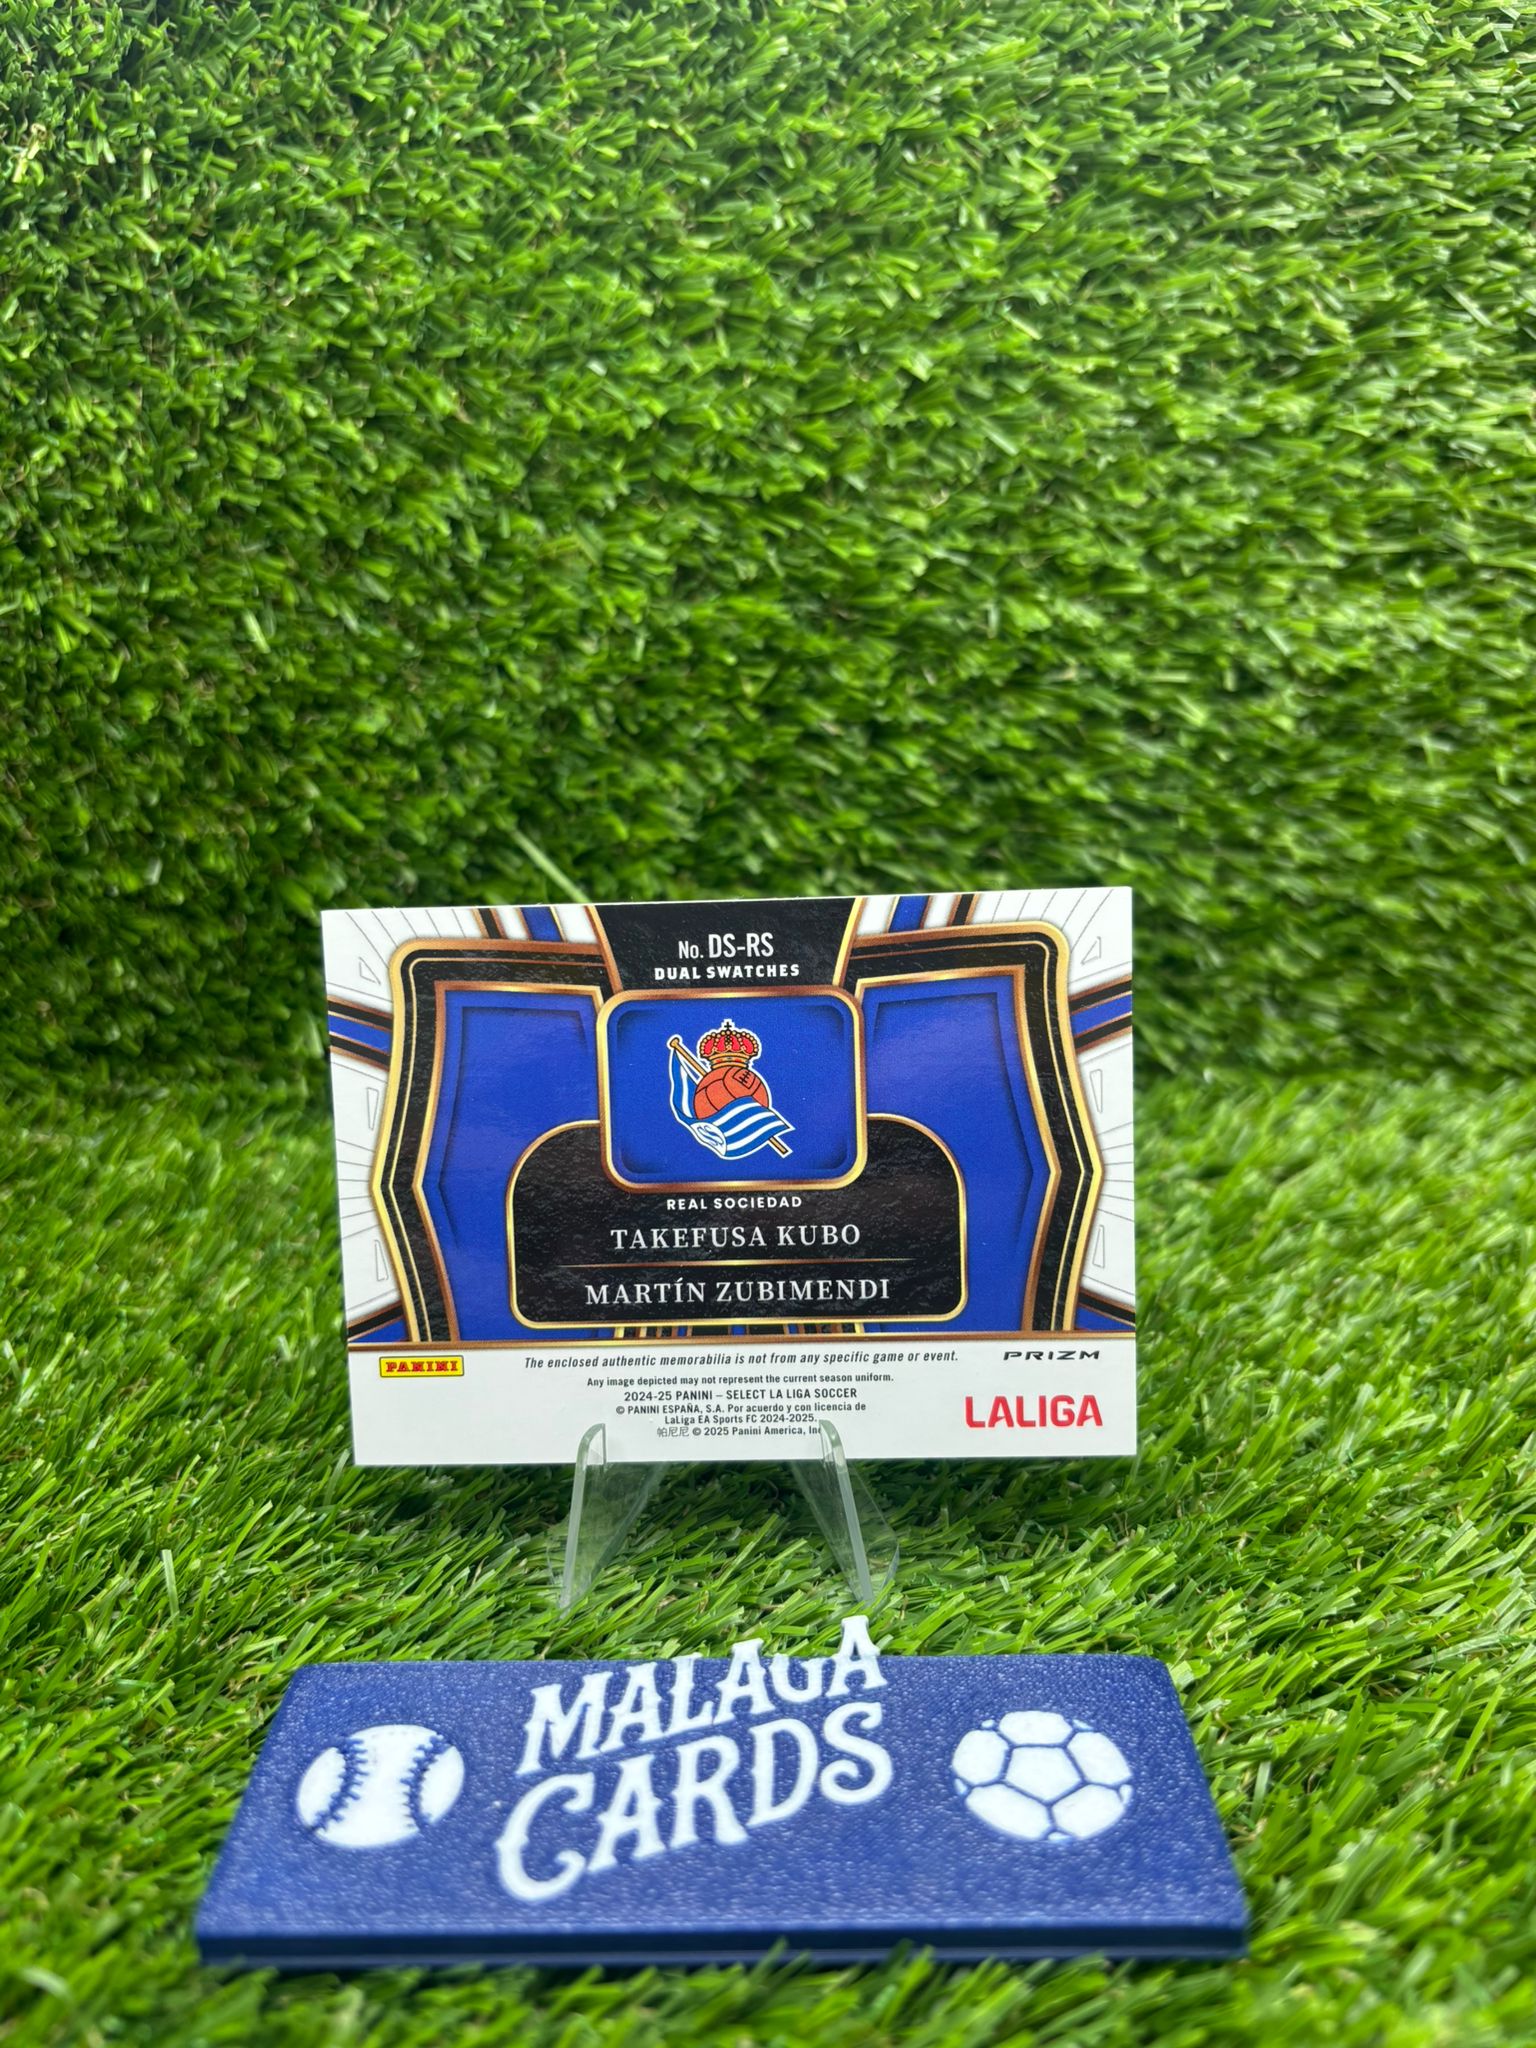 No. DS-RS
DUAL SWATCHES
REAL SOCIEDAD
TAKEFUSA KUBO
MARTÍN ZUBIMENDI
PANINI
The enclosed authentic memorabilia is not from any specific game or event.
PRIZM
Any image depicted may not represent the current season uniform.
2024-25 PANINI – SELECT LA LIGA SOCCER
© PANINI ESPAÑA, S.A. Por acuerdo y con licencia de
LaLiga EA Sports FC 2024-2025.
帕尼尼 © 2025 Panini America, Inc
LALIGA
MALAGA
CARDS